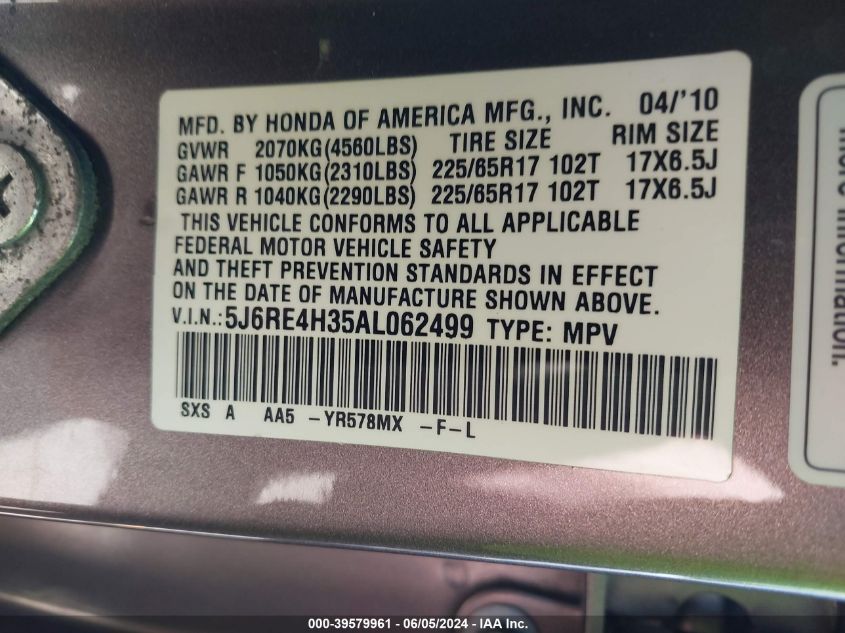 MFD. BY HONDA OF AMERICA MFG., INC. 04/'10
GVWR 2070KG(4560LBS) TIRE SIZE RIM SIZE
GAWR F 1050KG(2310LBS) 225/65R17 102T 17X6.5J
GAWR R 1040KG(2290LBS) 225/65R17 102T 17X6.5J
THIS VEHICLE CONFORMS TO ALL APPLICABLE
FEDERAL MOTOR VEHICLE SAFETY
AND THEFT PREVENTION STANDARDS IN EFFECT
ON THE DATE OF MANUFACTURE SHOWN ABOVE.
V.I.N.:5J6RE4H35AL062499 TYPE: MPV
SXS A AA5 -YR578MX -F-L
more information.
000-39579961 - 06/05/2024 - IAA Inc.